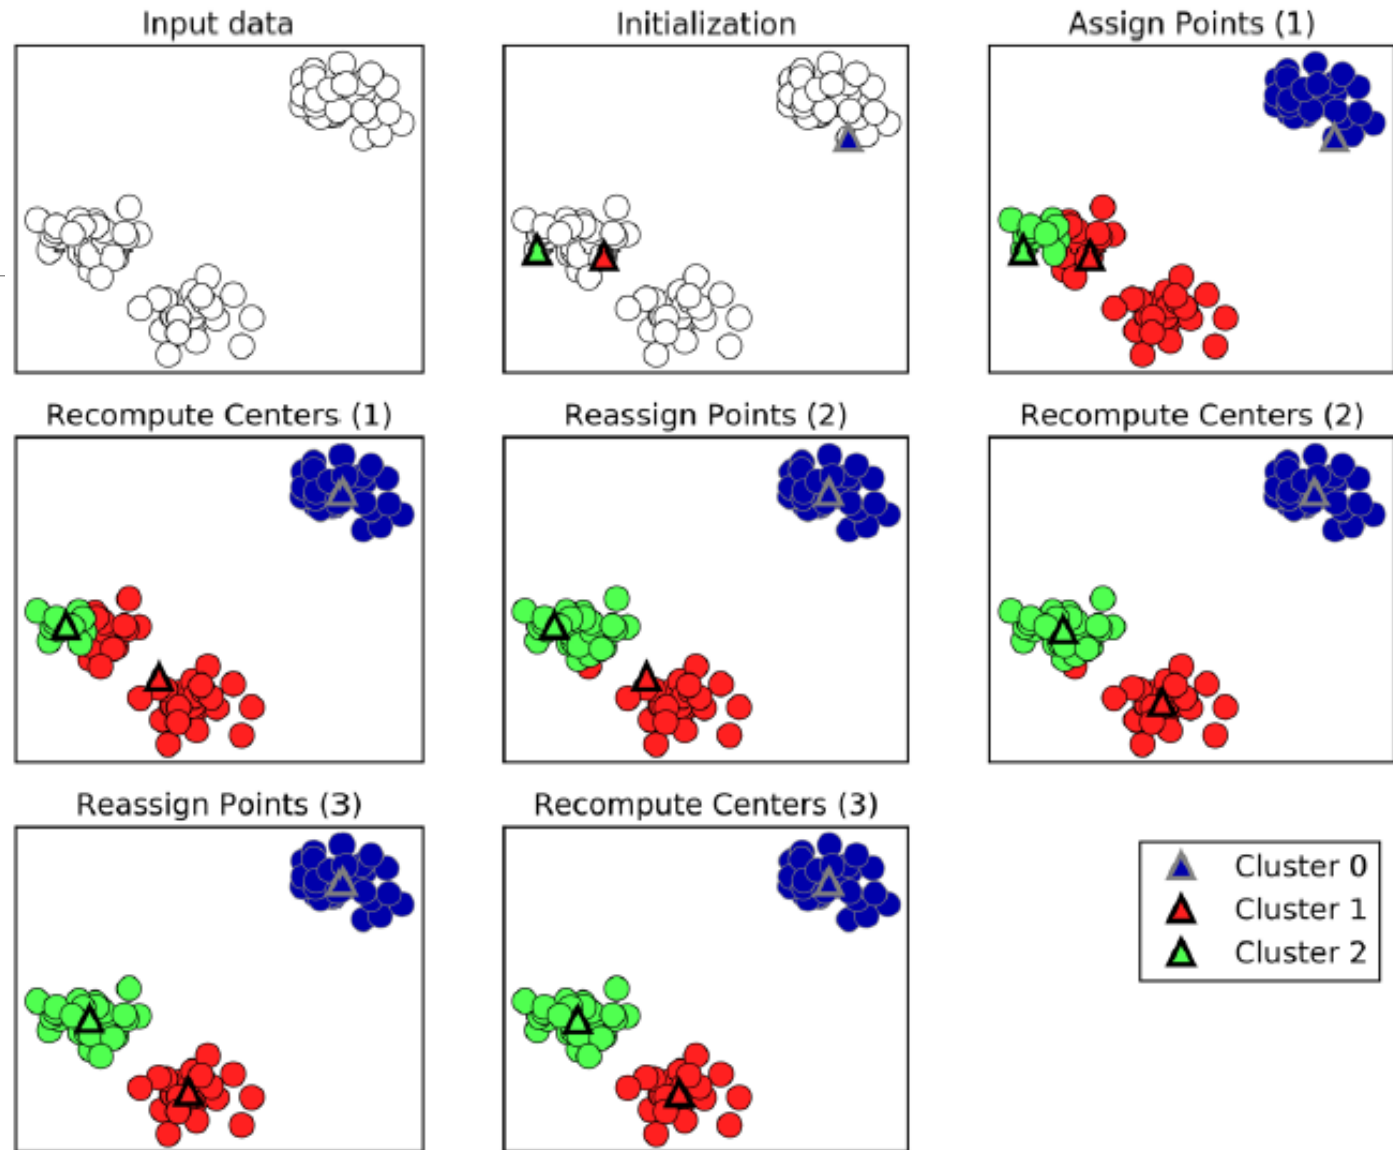 Input data
Initialization
Assign Points (1)
Recompute Centers (1)
Reassign Points (2)
Recompute Centers (2)
Reassign Points (3)
Recompute Centers (3)
Cluster 0
Cluster 1
Cluster 2